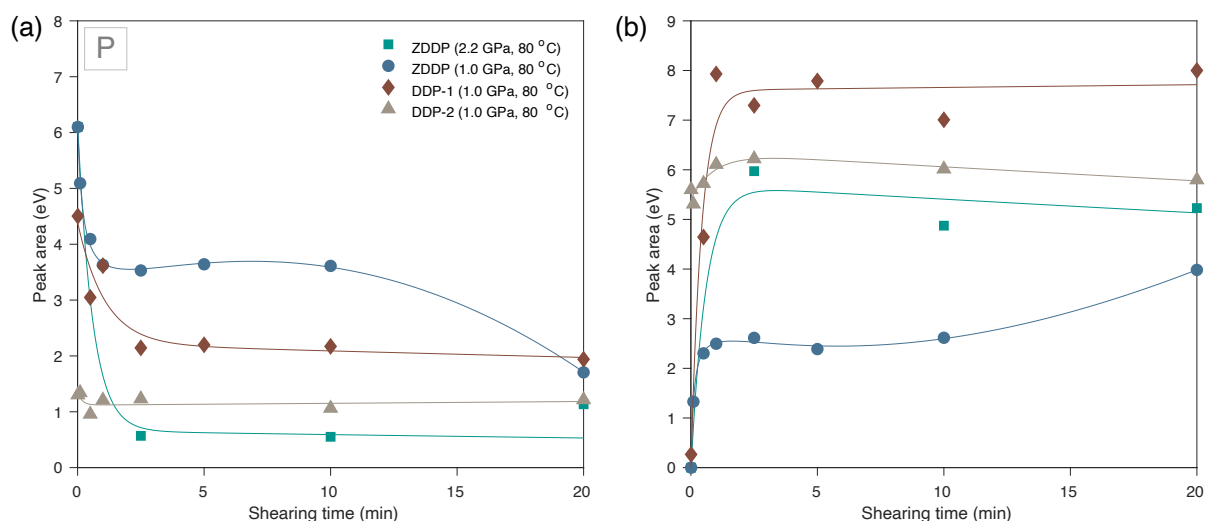 (a)
P
ZDDP (2.2 GPa, 80 °C)
ZDDP (1.0 GPa, 80 °C)
DDP-1 (1.0 GPa, 80 °C)
DDP-2 (1.0 GPa, 80 °C)
8
7
6
5
4
3
2
1
0
Peak area (eV)
0
5
10
15
20
Shearing time (min)
(b)
9
8
7
6
5
4
3
2
1
0
Peak area (eV)
0
5
10
15
20
Shearing time (min)